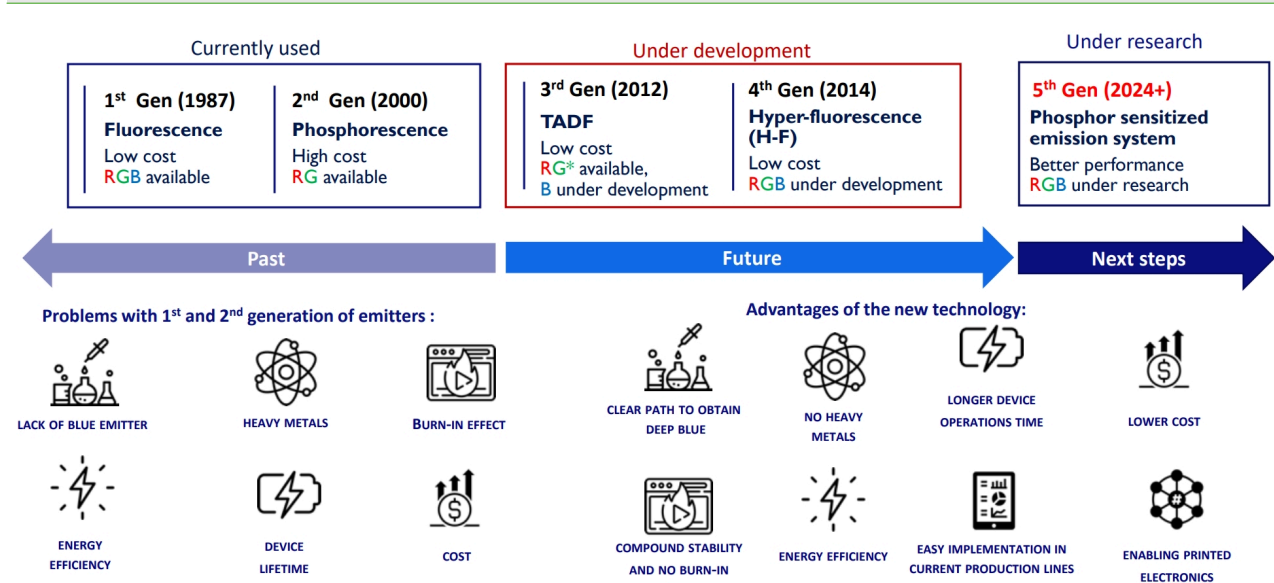 Currently used
Under development
Under research
1st Gen (1987)
Fluorescence
Low cost
RGB available
2nd Gen (2000)
Phosphorescence
High cost
RG available
3rd Gen (2012)
TADF
Low cost
RG* available,
B under development
4th Gen (2014)
Hyper-fluorescence
(H-F)
Low cost
RGB under development
5th Gen (2024+)
Phosphor sensitized
emission system
Better performance
RGB under research
Past
Future
Next steps
Problems with 1st and 2nd generation of emitters :
LACK OF BLUE EMITTER
HEAVY METALS
BURN-IN EFFECT
ENERGY
EFFICIENCY
DEVICE
LIFETIME
$
COST
Advantages of the new technology:
CLEAR PATH TO OBTAIN
DEEP BLUE
NO HEAVY
METALS
LONGER DEVICE
OPERATIONS TIME
$
LOWER COST
COMPOUND STABILITY
AND NO BURN-IN
ENERGY EFFICIENCY
EASY IMPLEMENTATION IN
CURRENT PRODUCTION LINES
#
ENABLING PRINTED
ELECTRONICS